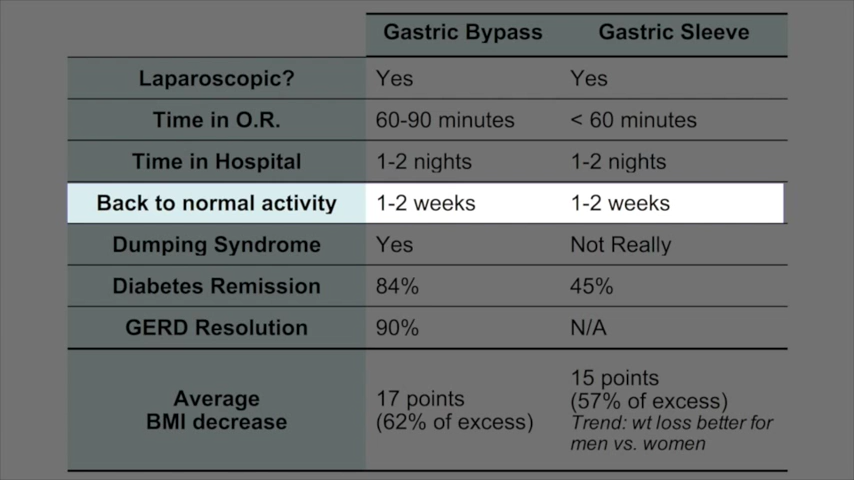 Gastric Bypass Gastric Sleeve
Laparoscopic? Yes Yes
Time in O.R. 60-90 minutes < 60 minutes
Time in Hospital 1-2 nights 1-2 nights
Back to normal activity 1-2 weeks 1-2 weeks
Dumping Syndrome Yes Not Really
Diabetes Remission 84% 45%
GERD Resolution 90% N/A
Average
BMI decrease
17 points
(62% of excess)
15 points
(57% of excess)
Trend: wt loss better for
men vs. women